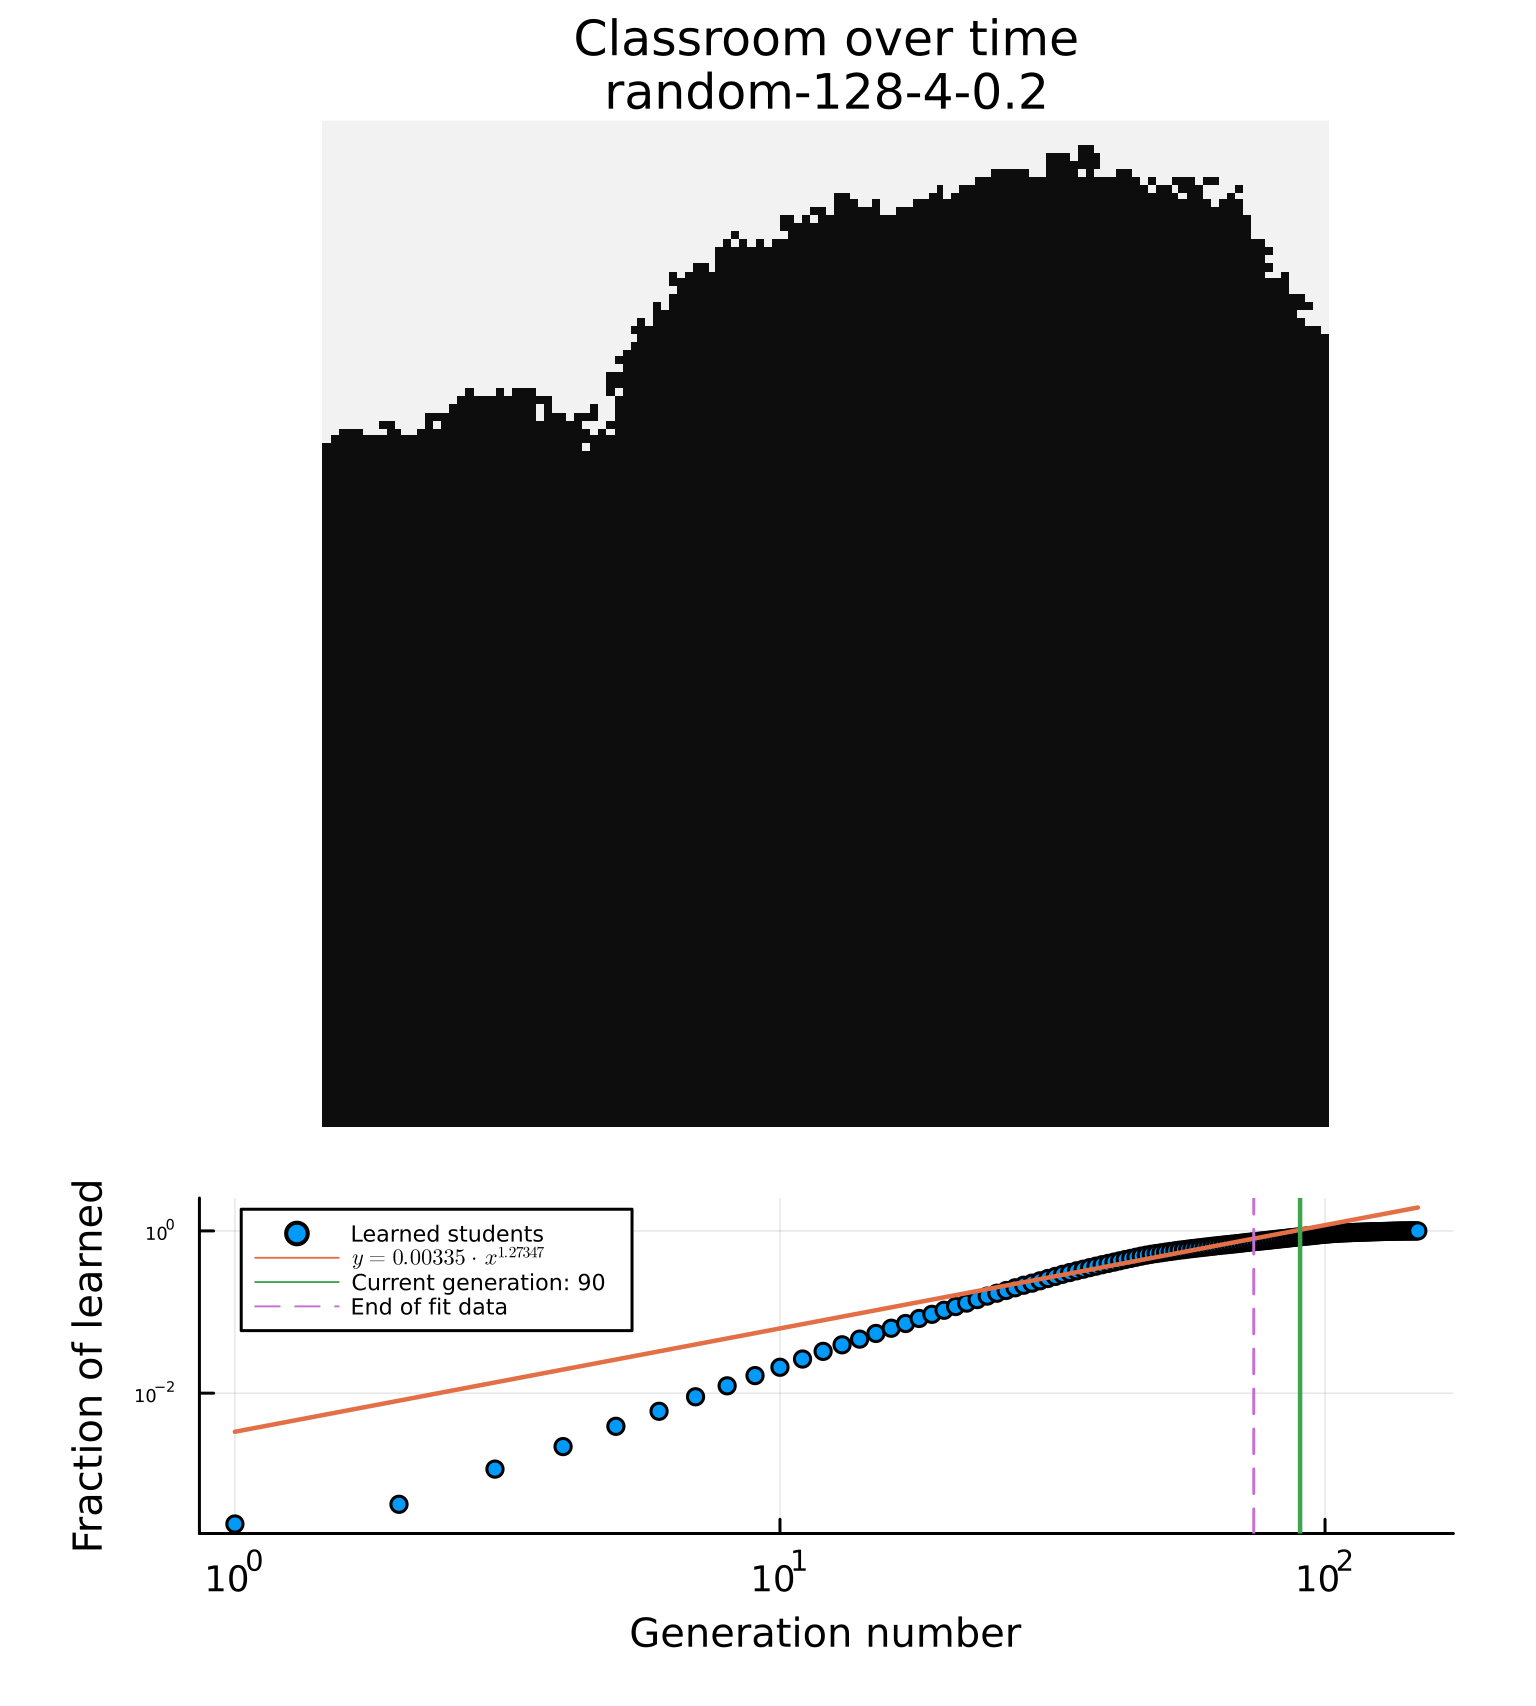 Classroom over time
random-128-4-0.2
Fraction of learned
10^0
10^-2
Learned students
y = 0.00335 · x^1.27347
Current generation: 90
End of fit data
10^0 10^1 10^2
Generation number